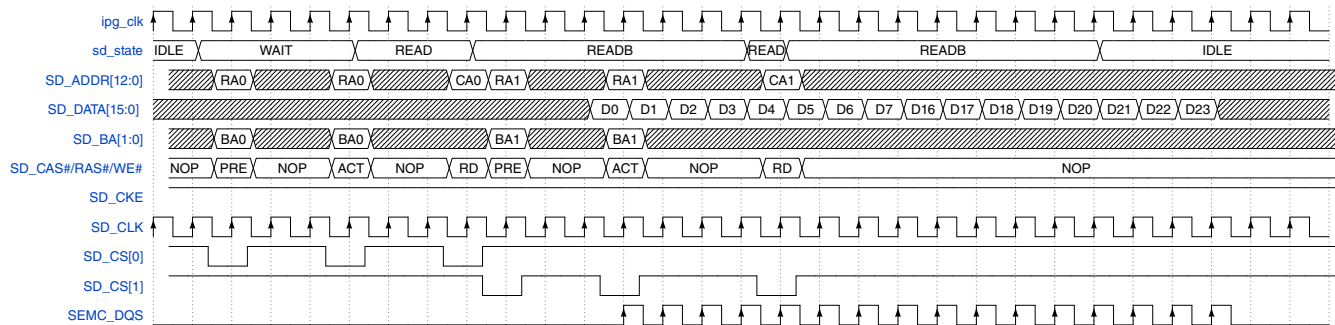 ipg_clk
sd_state IDLE WAIT READ READB READ READB IDLE
SD_ADDR[12:0] RA0 RA0 CA0 RA1 RA1 CA1
SD_DATA[15:0] D0 D1 D2 D3 D4 D5 D6 D7 D16 D17 D18 D19 D20 D21 D22 D23
SD_BA[1:0] BA0 BA0 BA1 BA1
SD_CAS#/RAS#/WE# NOP PRE NOP ACT NOP RD PRE NOP ACT NOP RD NOP
SD_CKE
SD_CLK
SD_CS[0]
SD_CS[1]
SEMC_DQS